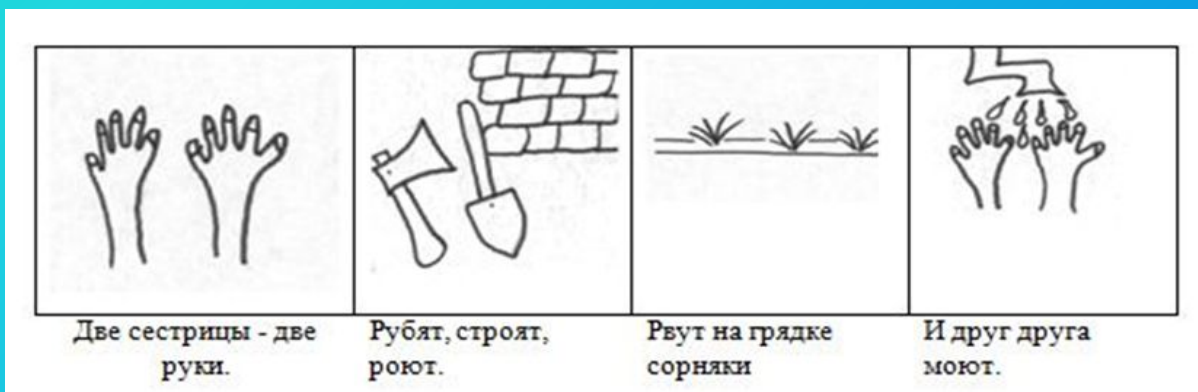 Две сестрицы - две
руки.
Рубят, строят,
роют.
Рвут на грядке
сорняки
И друг друга
моют.